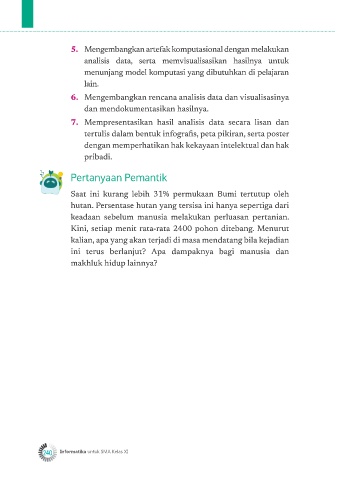 5. Mengembangkan artefak komputasional dengan melakukan
analisis data, serta memvisualisasikan hasilnya untuk
menunjang model komputasi yang dibutuhkan di pelajaran
lain.
6. Mengembangkan rencana analisis data dan visualisasinya
dan mendokumentasikan hasilnya.
7. Mempresentasikan hasil analisis data secara lisan dan
tertulis dalam bentuk infografis, peta pikiran, serta poster
dengan memperhatikan hak kekayaan intelektual dan hak
pribadi.
Pertanyaan Pemantik
Saat ini kurang lebih 31% permukaan Bumi tertutup oleh
hutan. Persentase hutan yang tersisa ini hanya sepertiga dari
keadaan sebelum manusia melakukan perluasan pertanian.
Kini, setiap menit rata-rata 2400 pohon ditebang. Menurut
kalian, apa yang akan terjadi di masa mendatang bila kejadian
ini terus berlanjut? Apa dampaknya bagi manusia dan
makhluk hidup lainnya?
240 Informatika untuk SMA Kelas XI